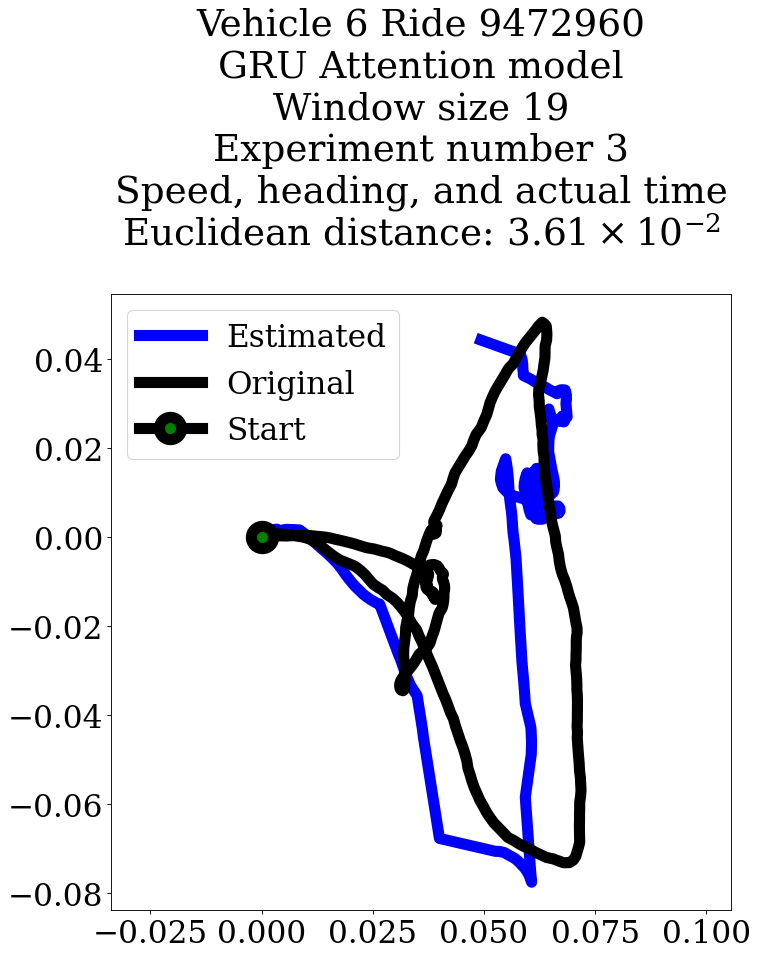 Vehicle 6 Ride 9472960
GRU Attention model
Window size 19
Experiment number 3
Speed, heading, and actual time
Euclidean distance: 3.61 × 10⁻²
Estimated
Original
Start
0.04
0.02
0.00
−0.02
−0.04
−0.06
−0.08
−0.025 0.000 0.025 0.050 0.075 0.100